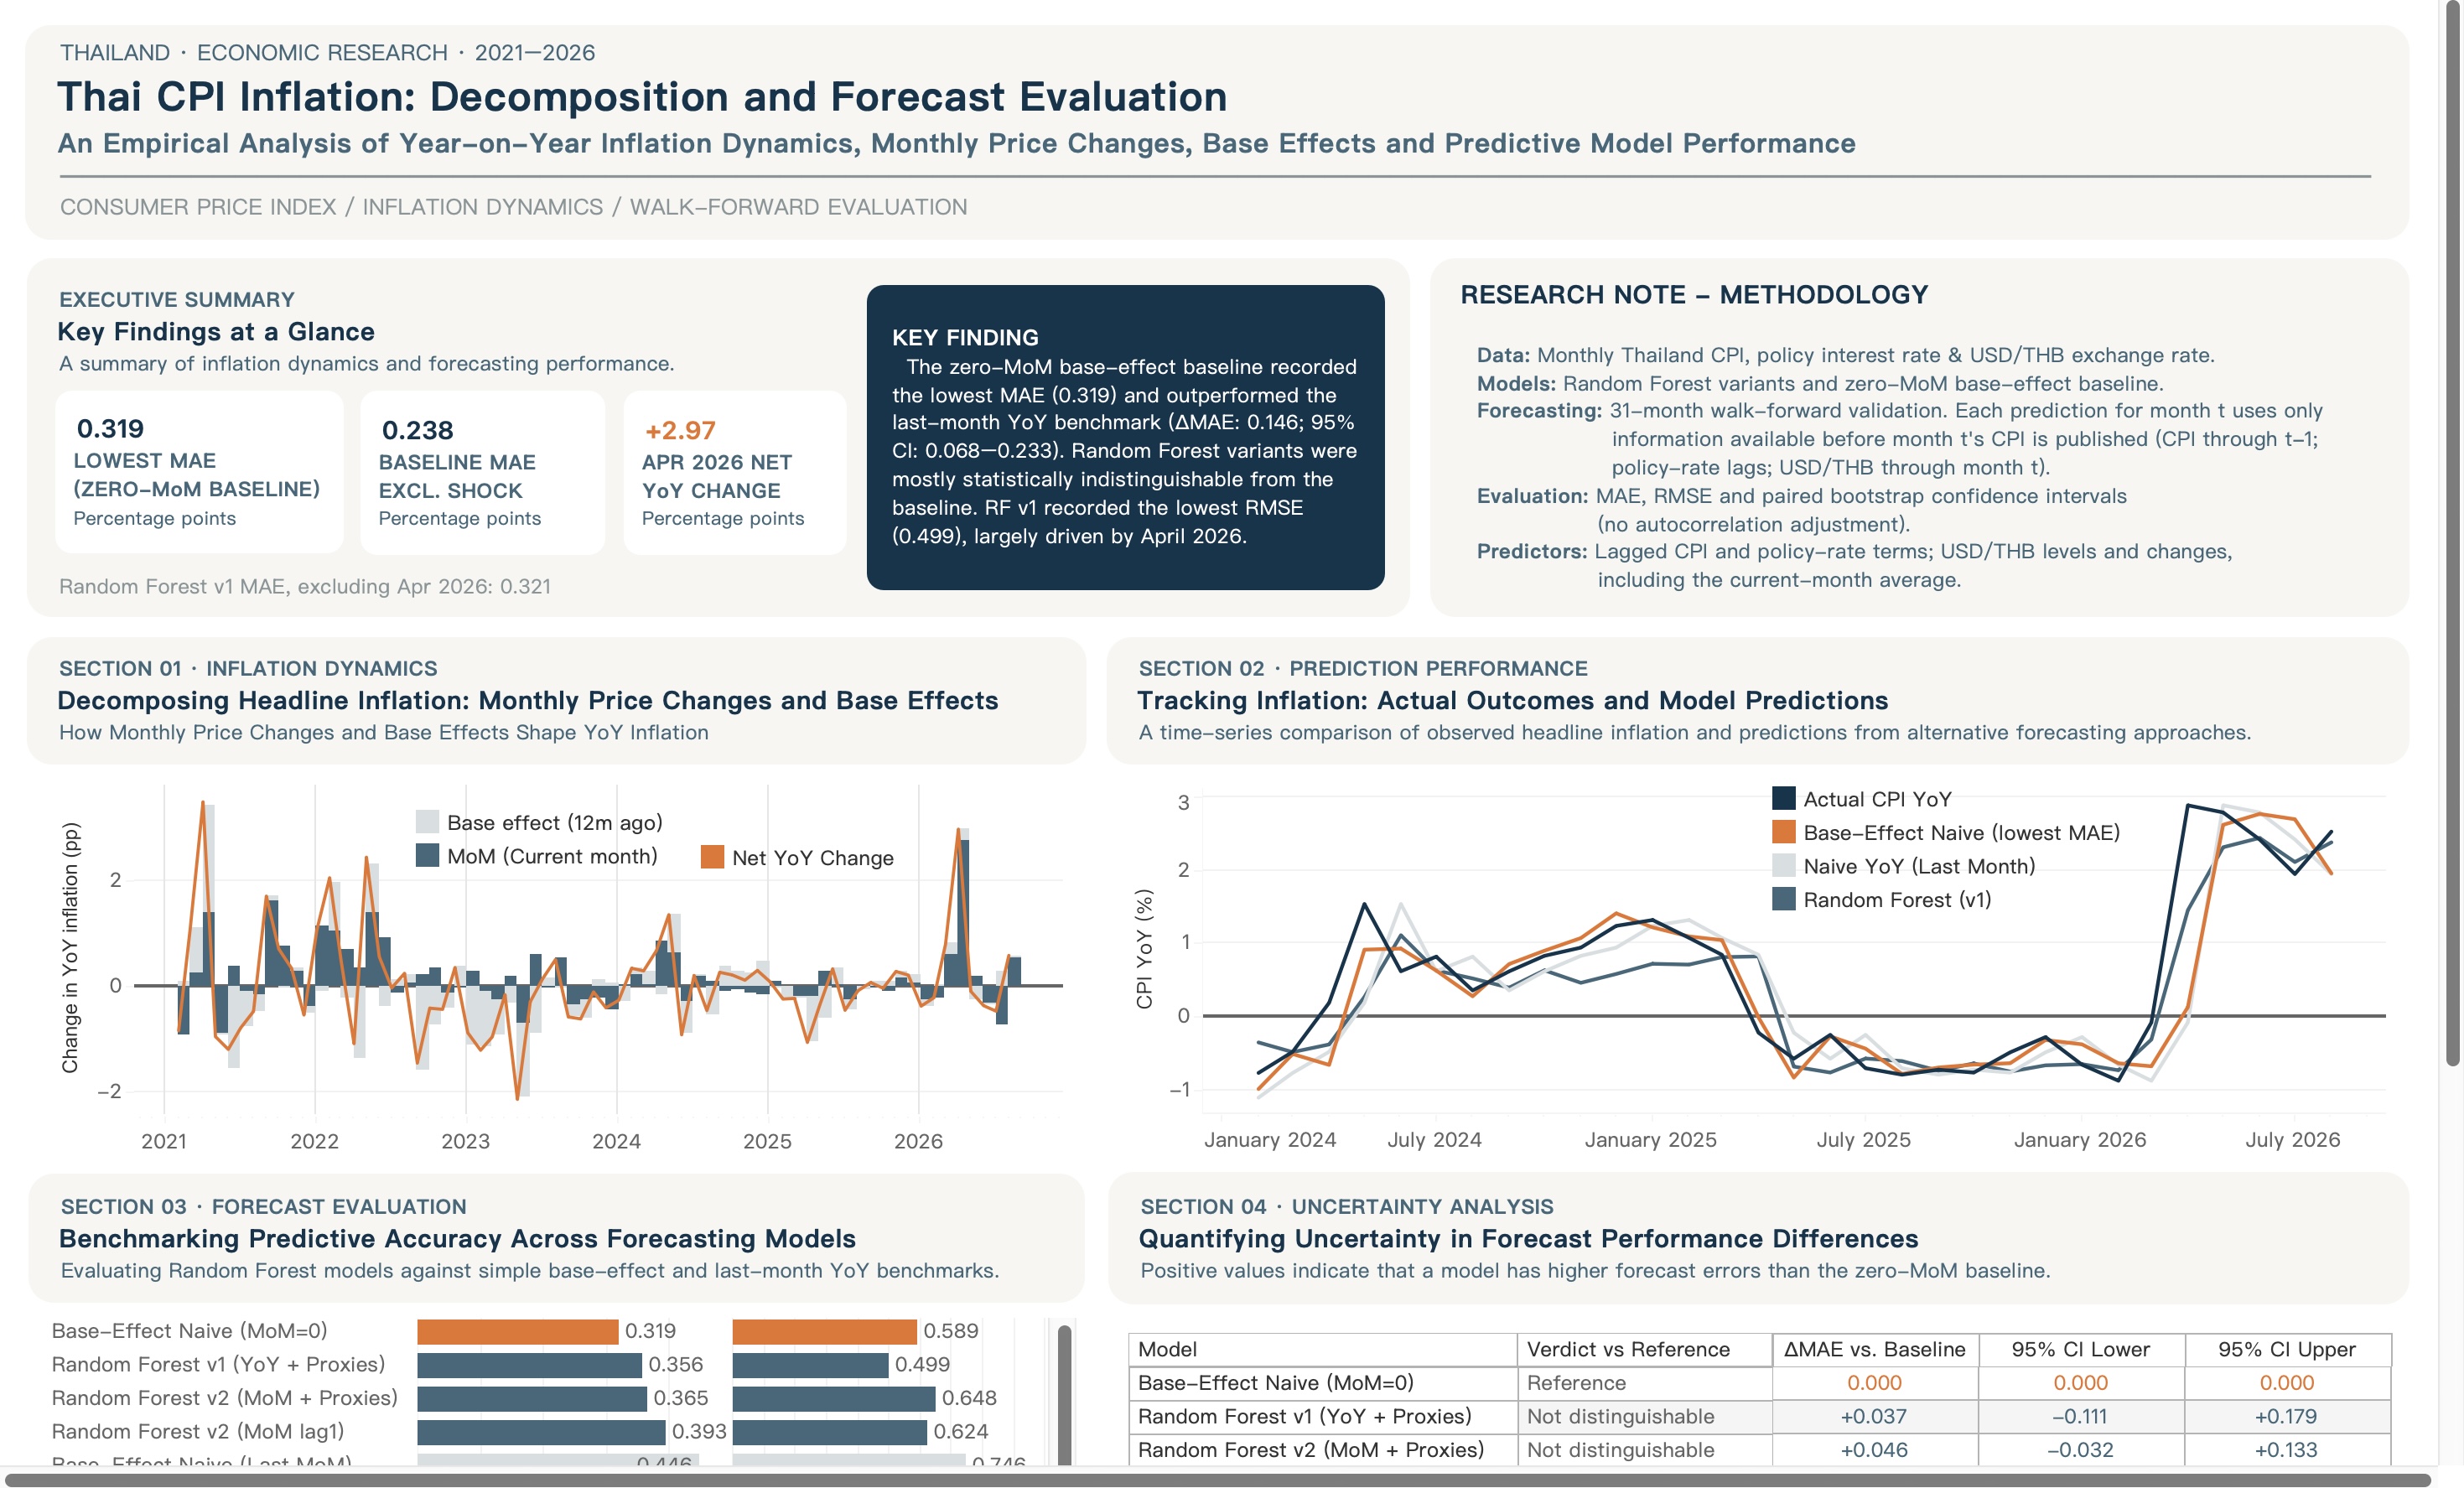 THAILAND · ECONOMIC RESEARCH · 2021—2026
Thai CPI Inflation: Decomposition and Forecast Evaluation
An Empirical Analysis of Year-on-Year Inflation Dynamics, Monthly Price Changes, Base Effects and Predictive Model Performance
CONSUMER PRICE INDEX / INFLATION DYNAMICS / WALK-FORWARD EVALUATION
EXECUTIVE SUMMARY
Key Findings at a Glance
A summary of inflation dynamics and forecasting performance.
0.319
LOWEST MAE
(ZERO-MoM BASELINE)
Percentage points
0.238
BASELINE MAE
EXCL. SHOCK
Percentage points
+2.97
APR 2026 NET
YoY CHANGE
Percentage points
Random Forest v1 MAE, excluding Apr 2026: 0.321
KEY FINDING
The zero-MoM base-effect baseline recorded
the lowest MAE (0.319) and outperformed the
last-month YoY benchmark (ΔMAE: 0.146; 95%
CI: 0.068—0.233). Random Forest variants were
mostly statistically indistinguishable from the
baseline. RF v1 recorded the lowest RMSE
(0.499), largely driven by April 2026.
RESEARCH NOTE – METHODOLOGY
Data: Monthly Thailand CPI, policy interest rate & USD/THB exchange rate.
Models: Random Forest variants and zero-MoM base-effect baseline.
Forecasting: 31-month walk-forward validation. Each prediction for month t uses only
information available before month t's CPI is published (CPI through t-1;
policy-rate lags; USD/THB through month t).
Evaluation: MAE, RMSE and paired bootstrap confidence intervals
(no autocorrelation adjustment).
Predictors: Lagged CPI and policy-rate terms; USD/THB levels and changes,
including the current-month average.
SECTION 01 · INFLATION DYNAMICS
Decomposing Headline Inflation: Monthly Price Changes and Base Effects
How Monthly Price Changes and Base Effects Shape YoY Inflation
Change in YoY inflation (pp)
2
0
-2
Base effect (12m ago)
MoM (Current month)
Net YoY Change
2021
2022
2023
2024
2025
2026
SECTION 02 · PREDICTION PERFORMANCE
Tracking Inflation: Actual Outcomes and Model Predictions
A time-series comparison of observed headline inflation and predictions from alternative forecasting approaches.
CPI YoY (%)
3
2
1
0
-1
Actual CPI YoY
Base-Effect Naive (lowest MAE)
Naive YoY (Last Month)
Random Forest (v1)
January 2024
July 2024
January 2025
July 2025
January 2026
July 2026
SECTION 03 · FORECAST EVALUATION
Benchmarking Predictive Accuracy Across Forecasting Models
Evaluating Random Forest models against simple base-effect and last-month YoY benchmarks.
Base-Effect Naive (MoM=0) 0.319 0.589
Random Forest v1 (YoY + Proxies) 0.356 0.499
Random Forest v2 (MoM + Proxies) 0.365 0.648
Random Forest v2 (MoM lag1) 0.393 0.624
Base-Effect Naive (Last MoM) 0.446 0.746
SECTION 04 · UNCERTAINTY ANALYSIS
Quantifying Uncertainty in Forecast Performance Differences
Positive values indicate that a model has higher forecast errors than the zero-MoM baseline.
Model Verdict vs Reference ΔMAE vs. Baseline 95% CI Lower 95% CI Upper
Base-Effect Naive (MoM=0) Reference 0.000 0.000 0.000
Random Forest v1 (YoY + Proxies) Not distinguishable +0.037 -0.111 +0.179
Random Forest v2 (MoM + Proxies) Not distinguishable +0.046 -0.032 +0.133